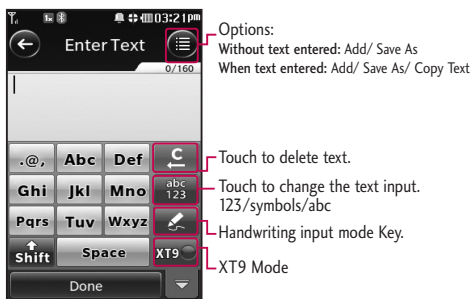 1x 03:21pm
Enter Text
0/160
.@, Abc Def C
Ghi Jkl Mno abc
123
Pqrs Tuv Wxyz
Shift Space XT9
Done
Options:
Without text entered: Add/ Save As
When text entered: Add/ Save As/ Copy Text
Touch to delete text.
Touch to change the text input.
123/symbols/abc
Handwriting input mode Key.
XT9 Mode